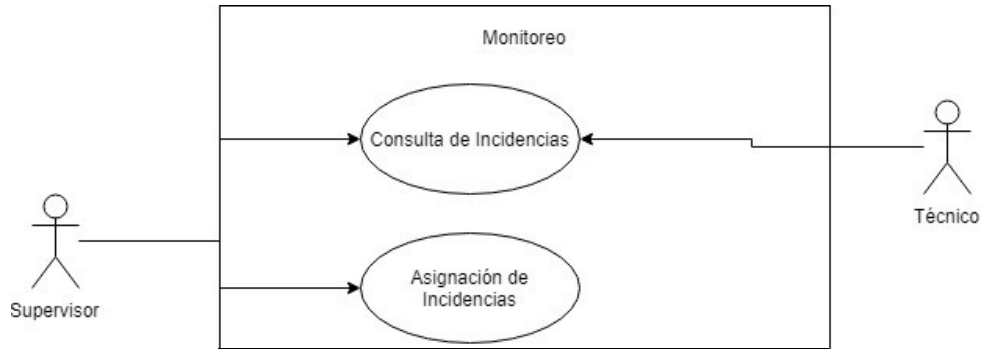 Monitoreo
Consulta de Incidencias
Técnico
Asignación de
Incidencias
Supervisor